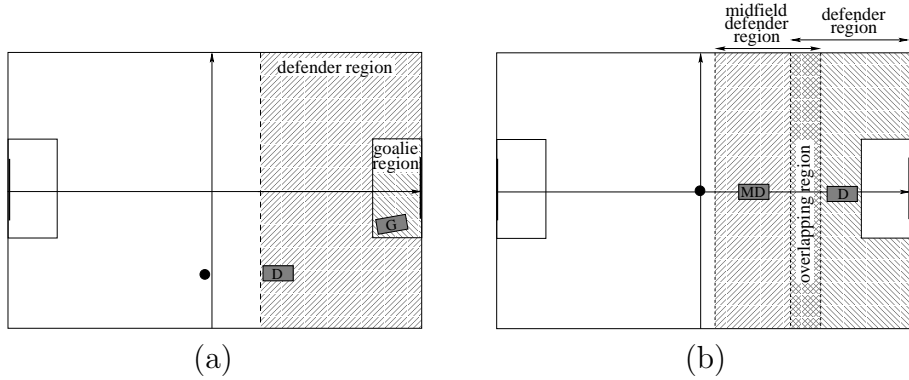 defender region
goalie
region
G
D
(a)
midfield
defender
region
defender
region
MD
D
overlapping region
(b)